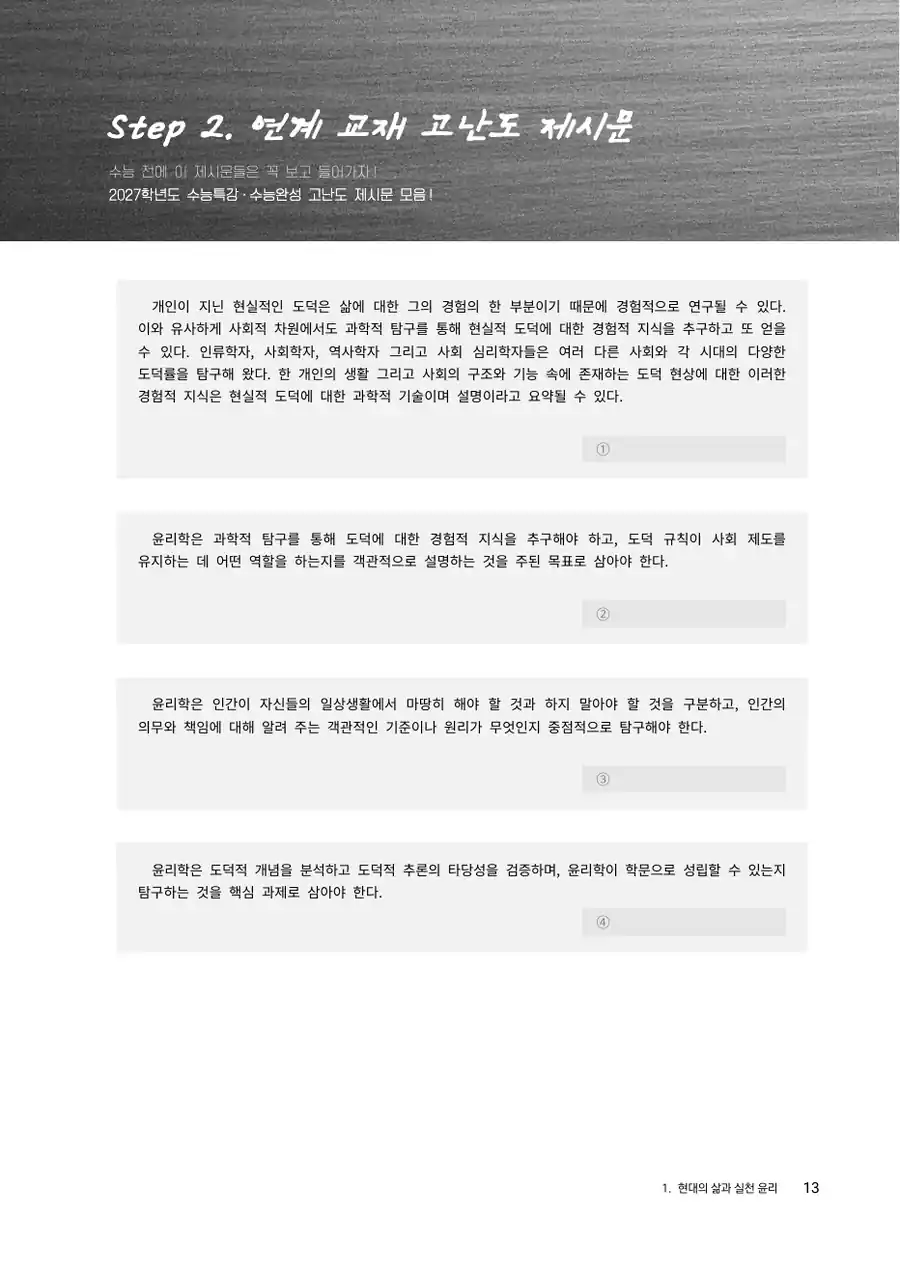 Step 2. 연계 교재 고난도 제시문
수능 전에 이 제시문들은 꼭 보고 들어가자!
2027학년도 수능특강·수능완성 고난도 제시문 모음!
개인이 지닌 현실적인 도덕은 삶에 대한 그의 경험의 한 부분이기 때문에 경험적으로 연구될 수 있다.
이와 유사하게 사회적 차원에서도 과학적 탐구를 통해 현실적 도덕에 대한 경험적 지식을 추구하고 또 얻을
수 있다. 인류학자, 사회학자, 역사학자 그리고 사회 심리학자들은 여러 다른 사회와 각 시대의 다양한
도덕률을 탐구해 왔다. 한 개인의 생활 그리고 사회의 구조와 기능 속에 존재하는 도덕 현상에 대한 이러한
경험적 지식은 현실적 도덕에 대한 과학적 기술이며 설명이라고 요약될 수 있다.
①
윤리학은 과학적 탐구를 통해 도덕에 대한 경험적 지식을 추구해야 하고, 도덕 규칙이 사회 제도를
유지하는 데 어떤 역할을 하는지를 객관적으로 설명하는 것을 주된 목표로 삼아야 한다.
②
윤리학은 인간이 자신들의 일상생활에서 마땅히 해야 할 것과 하지 말아야 할 것을 구분하고, 인간의
의무와 책임에 대해 알려 주는 객관적인 기준이나 원리가 무엇인지 중점적으로 탐구해야 한다.
③
윤리학은 도덕적 개념을 분석하고 도덕적 추론의 타당성을 검증하며, 윤리학이 학문으로 성립할 수 있는지
탐구하는 것을 핵심 과제로 삼아야 한다.
④
1. 현대의 삶과 실천 윤리 13